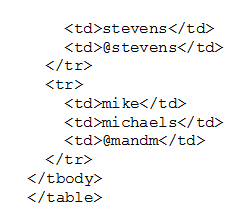 <td>stevens</td>
<td>@stevens</td>
</tr>
<tr>
<td>mike</td>
<td>michaels</td>
<td>@mandm</td>
</tr>
</tbody>
</table>